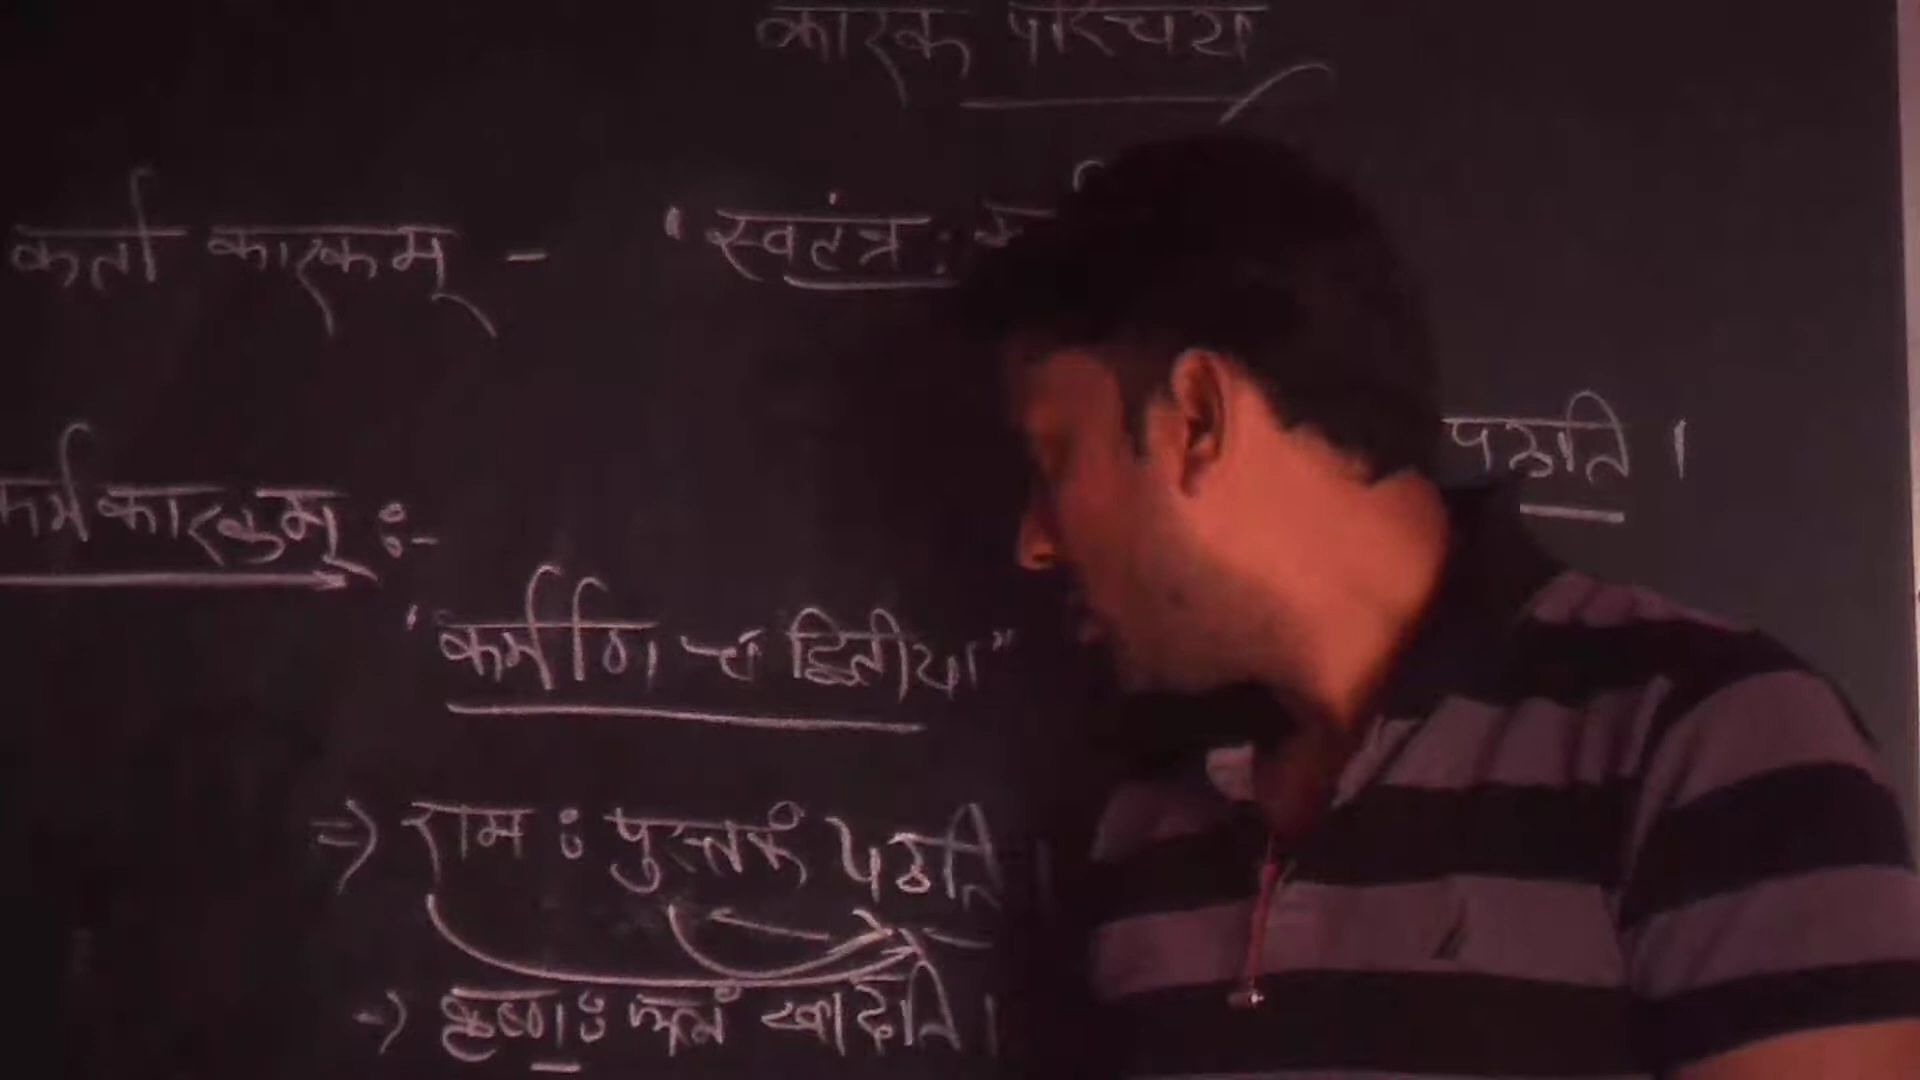 कारक परिचय
कर्ता कारकम् - "स्वतंत्रः
पठति ।
कर्मकारकम् :-
"कर्मणि च द्वितीया"
=> रामः पुस्तकं पठति
-> कृष्णः फलं खादति ।